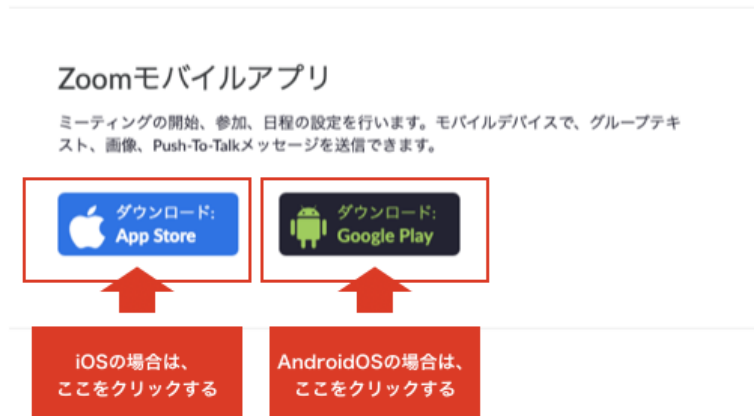 Zoomモバイルアプリ
ミーティングの開始、参加、日程の設定を行います。モバイルデバイスで、グループテキ
スト、画像、Push-To-Talkメッセージを送信できます。
ダウンロード:
App Store
ダウンロード:
Google Play
iOSの場合は、
ここをクリックする
AndroidOSの場合は、
ここをクリックする